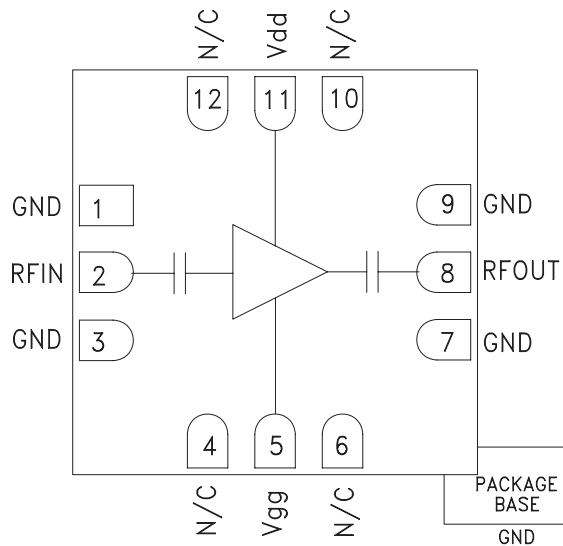 N/C Vdd N/C
12 11 10
GND 1 9 GND
RFIN 2 8 RFOUT
GND 3 7 GND
4 5 6
N/C Vgg N/C
PACKAGE
BASE
GND